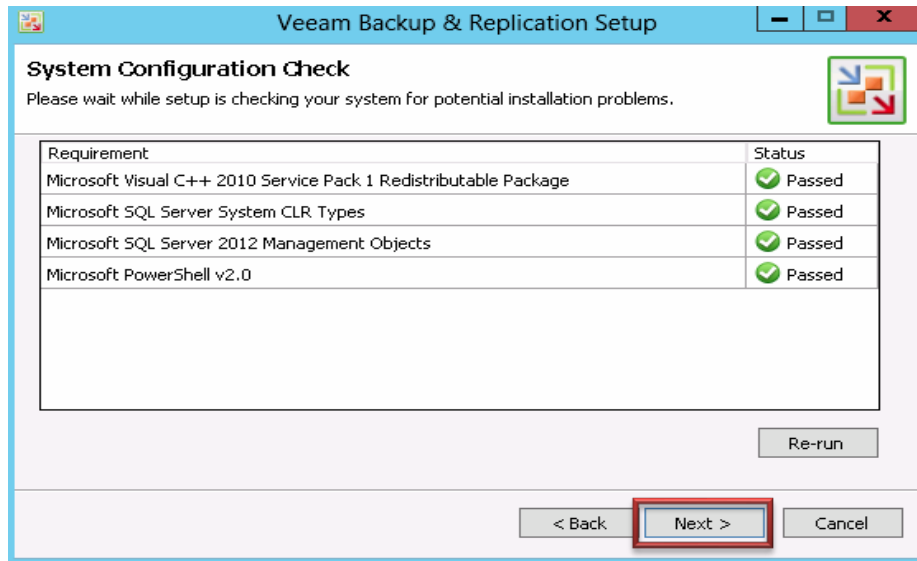 Veeam Backup & Replication Setup
System Configuration Check
Please wait while setup is checking your system for potential installation problems.
Requirement Status
Microsoft Visual C++ 2010 Service Pack 1 Redistributable Package Passed
Microsoft SQL Server System CLR Types Passed
Microsoft SQL Server 2012 Management Objects Passed
Microsoft PowerShell v2.0 Passed
Re-run
< Back Next > Cancel